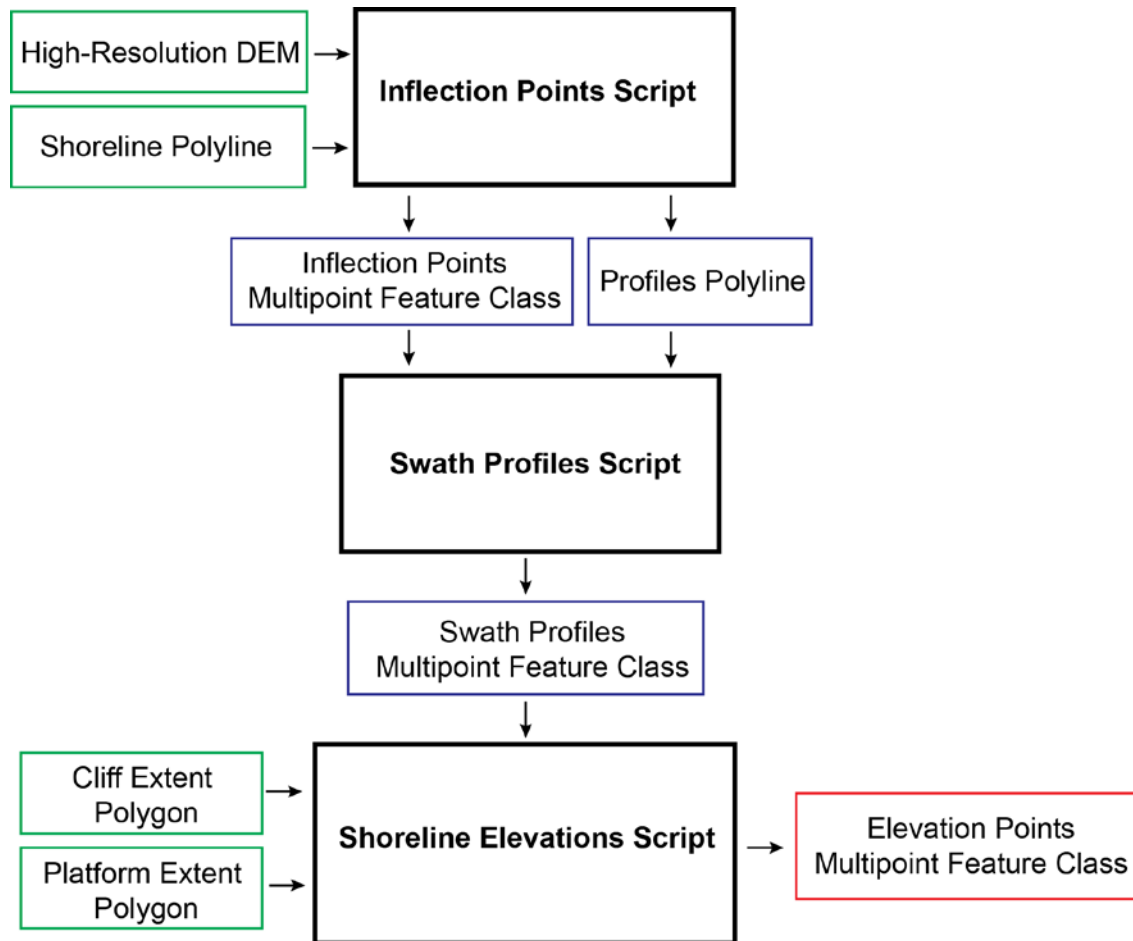 High-Resolution DEM
Shoreline Polyline
Inflection Points Script
Inflection Points
Multipoint Feature Class
Profiles Polyline
Swath Profiles Script
Swath Profiles
Multipoint Feature Class
Cliff Extent
Polygon
Platform Extent
Polygon
Shoreline Elevations Script
Elevation Points
Multipoint Feature Class